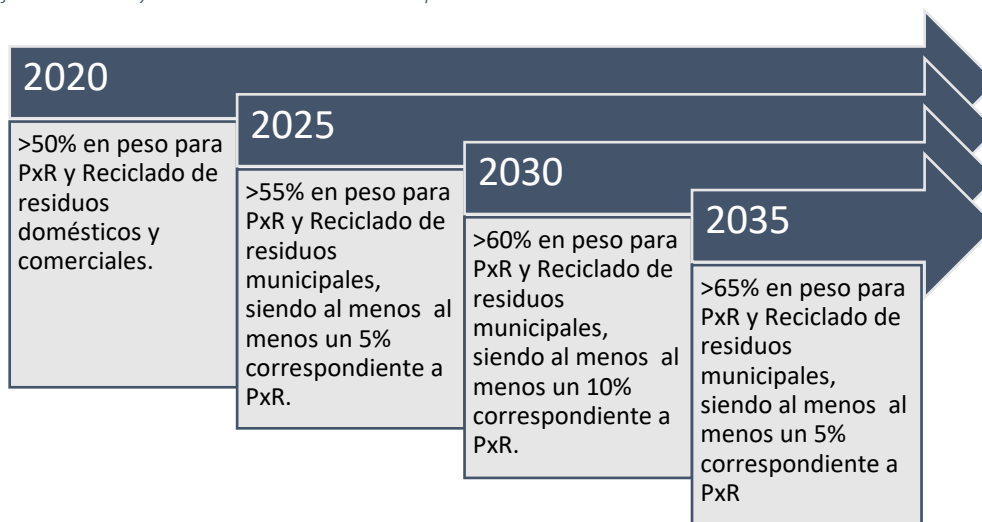 2020
>50% en peso para
PxR y Reciclado de
residuos
domésticos y
comerciales.
2025
>55% en peso para
PxR y Reciclado de
residuos
municipales,
siendo al menos al
menos un 5%
correspondiente a
PxR.
2030
>60% en peso para
PxR y Reciclado de
residuos
municipales,
siendo al menos al
menos un 10%
correspondiente a
PxR.
2035
>65% en peso para
PxR y Reciclado de
residuos
municipales,
siendo al menos al
menos un 5%
correspondiente a
PxR